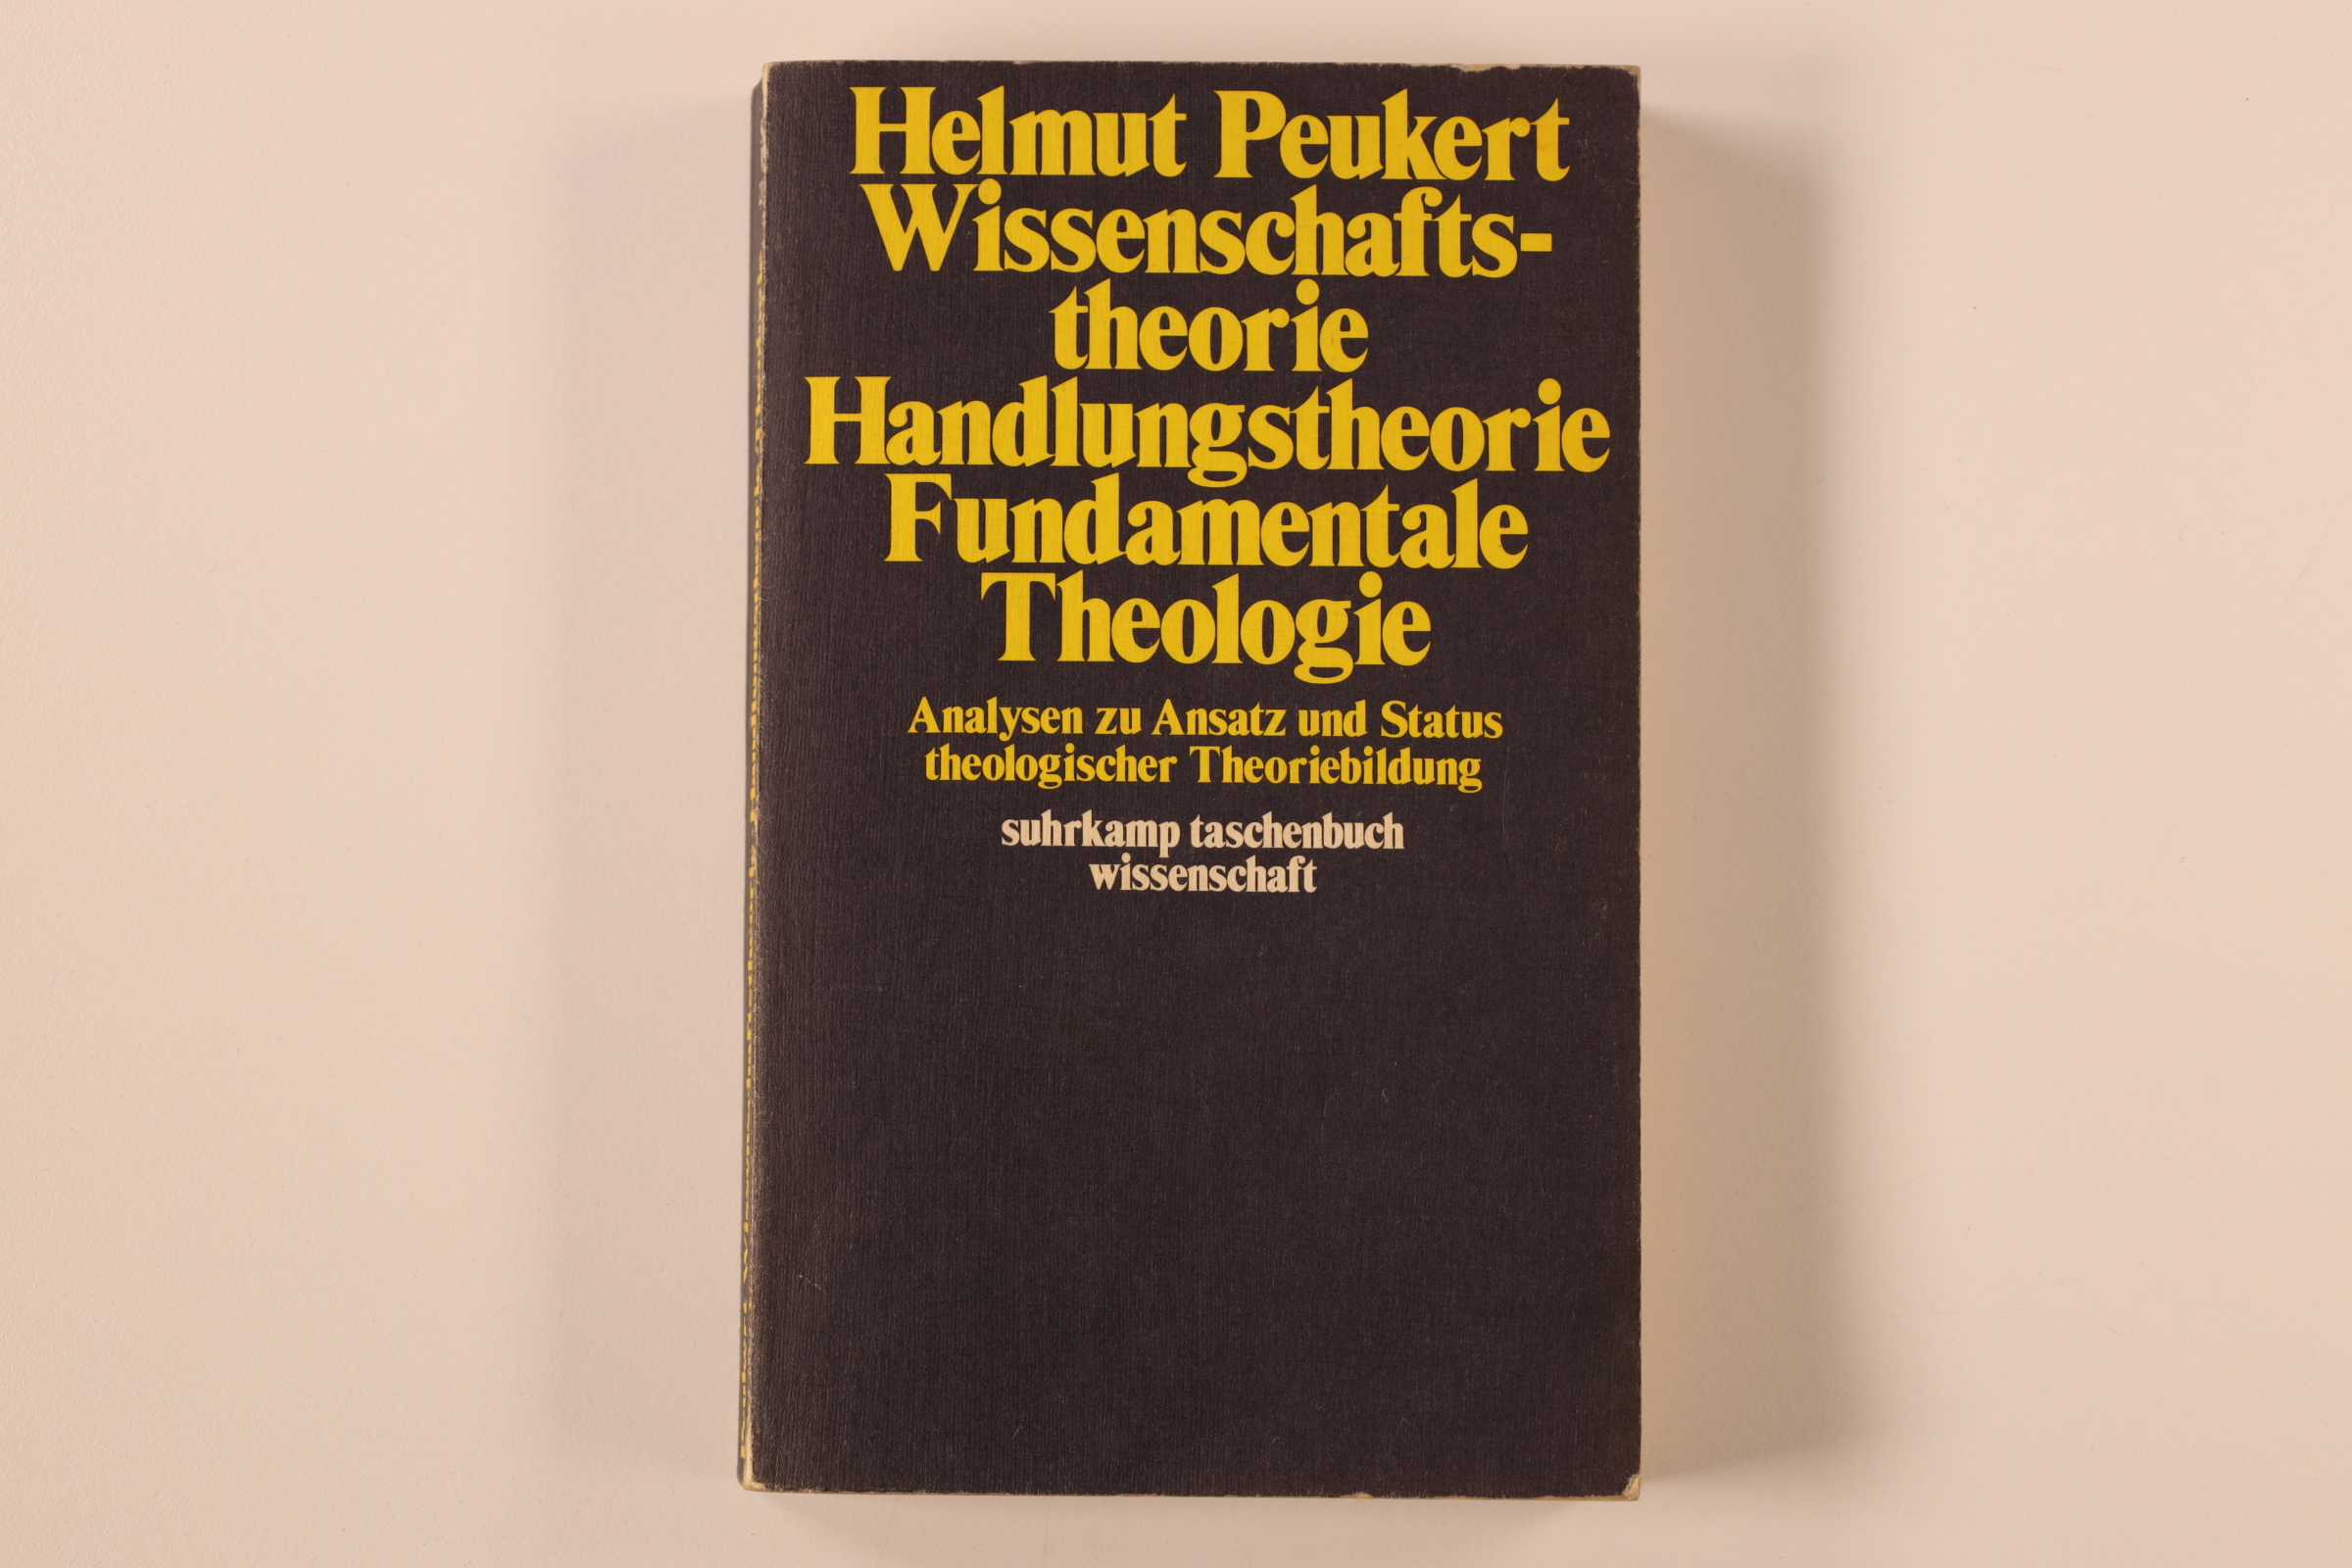 Helmut Peukert
Wissenschafts-
theorie
Handlungstheorie
Fundamentale
Theologie
Analysen zu Ansatz und Status
theologischer Theoriebildung
suhrkamp taschenbuch
wissenschaft